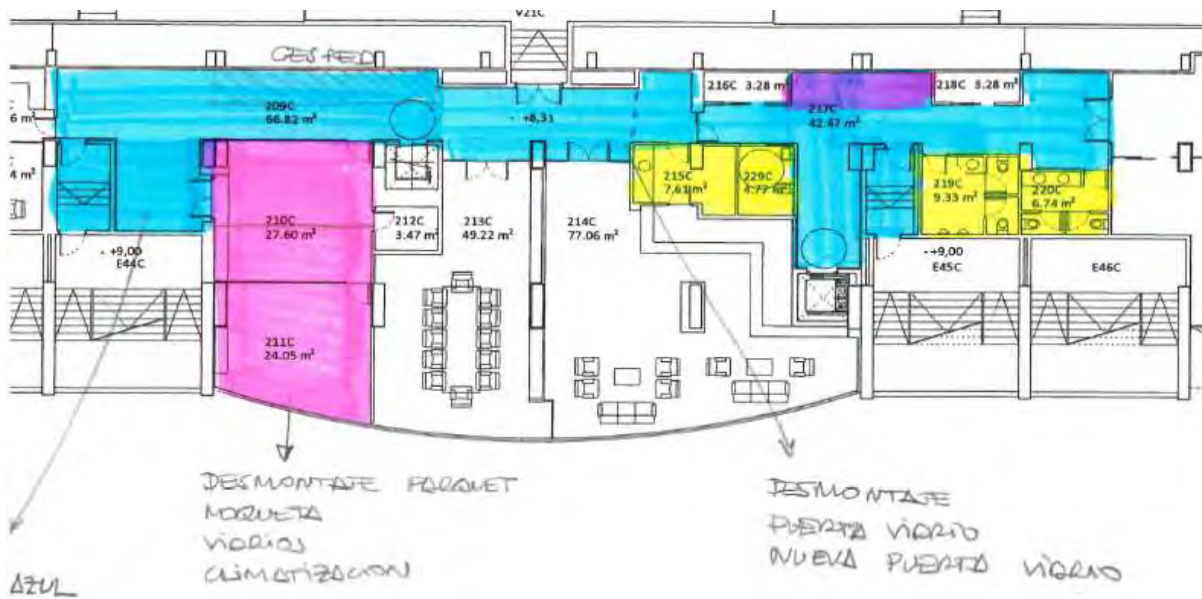 V21C
CESPED
216C 3.28 m²
218C 3.28 m²
6 m²
209C
66.82 m²
+8,31
217C
42.47 m²
4 m²
215C
7,61 m²
229C
4.77 m²
219C
9.33 m²
220C
6.74 m²
210C
27.60 m²
212C
3.47 m²
213C
49.22 m²
214C
77.06 m²
+9,00
E44C
+9,00
E45C
E46C
211C
24.05 m²
DESMONTAJE PARQUET
MOQUETA
VIDRIOS
CLIMATIZACION
DESMONTAJE
PUERTA VIDRIO
NUEVA PUERTA VIDRIO
AZUL